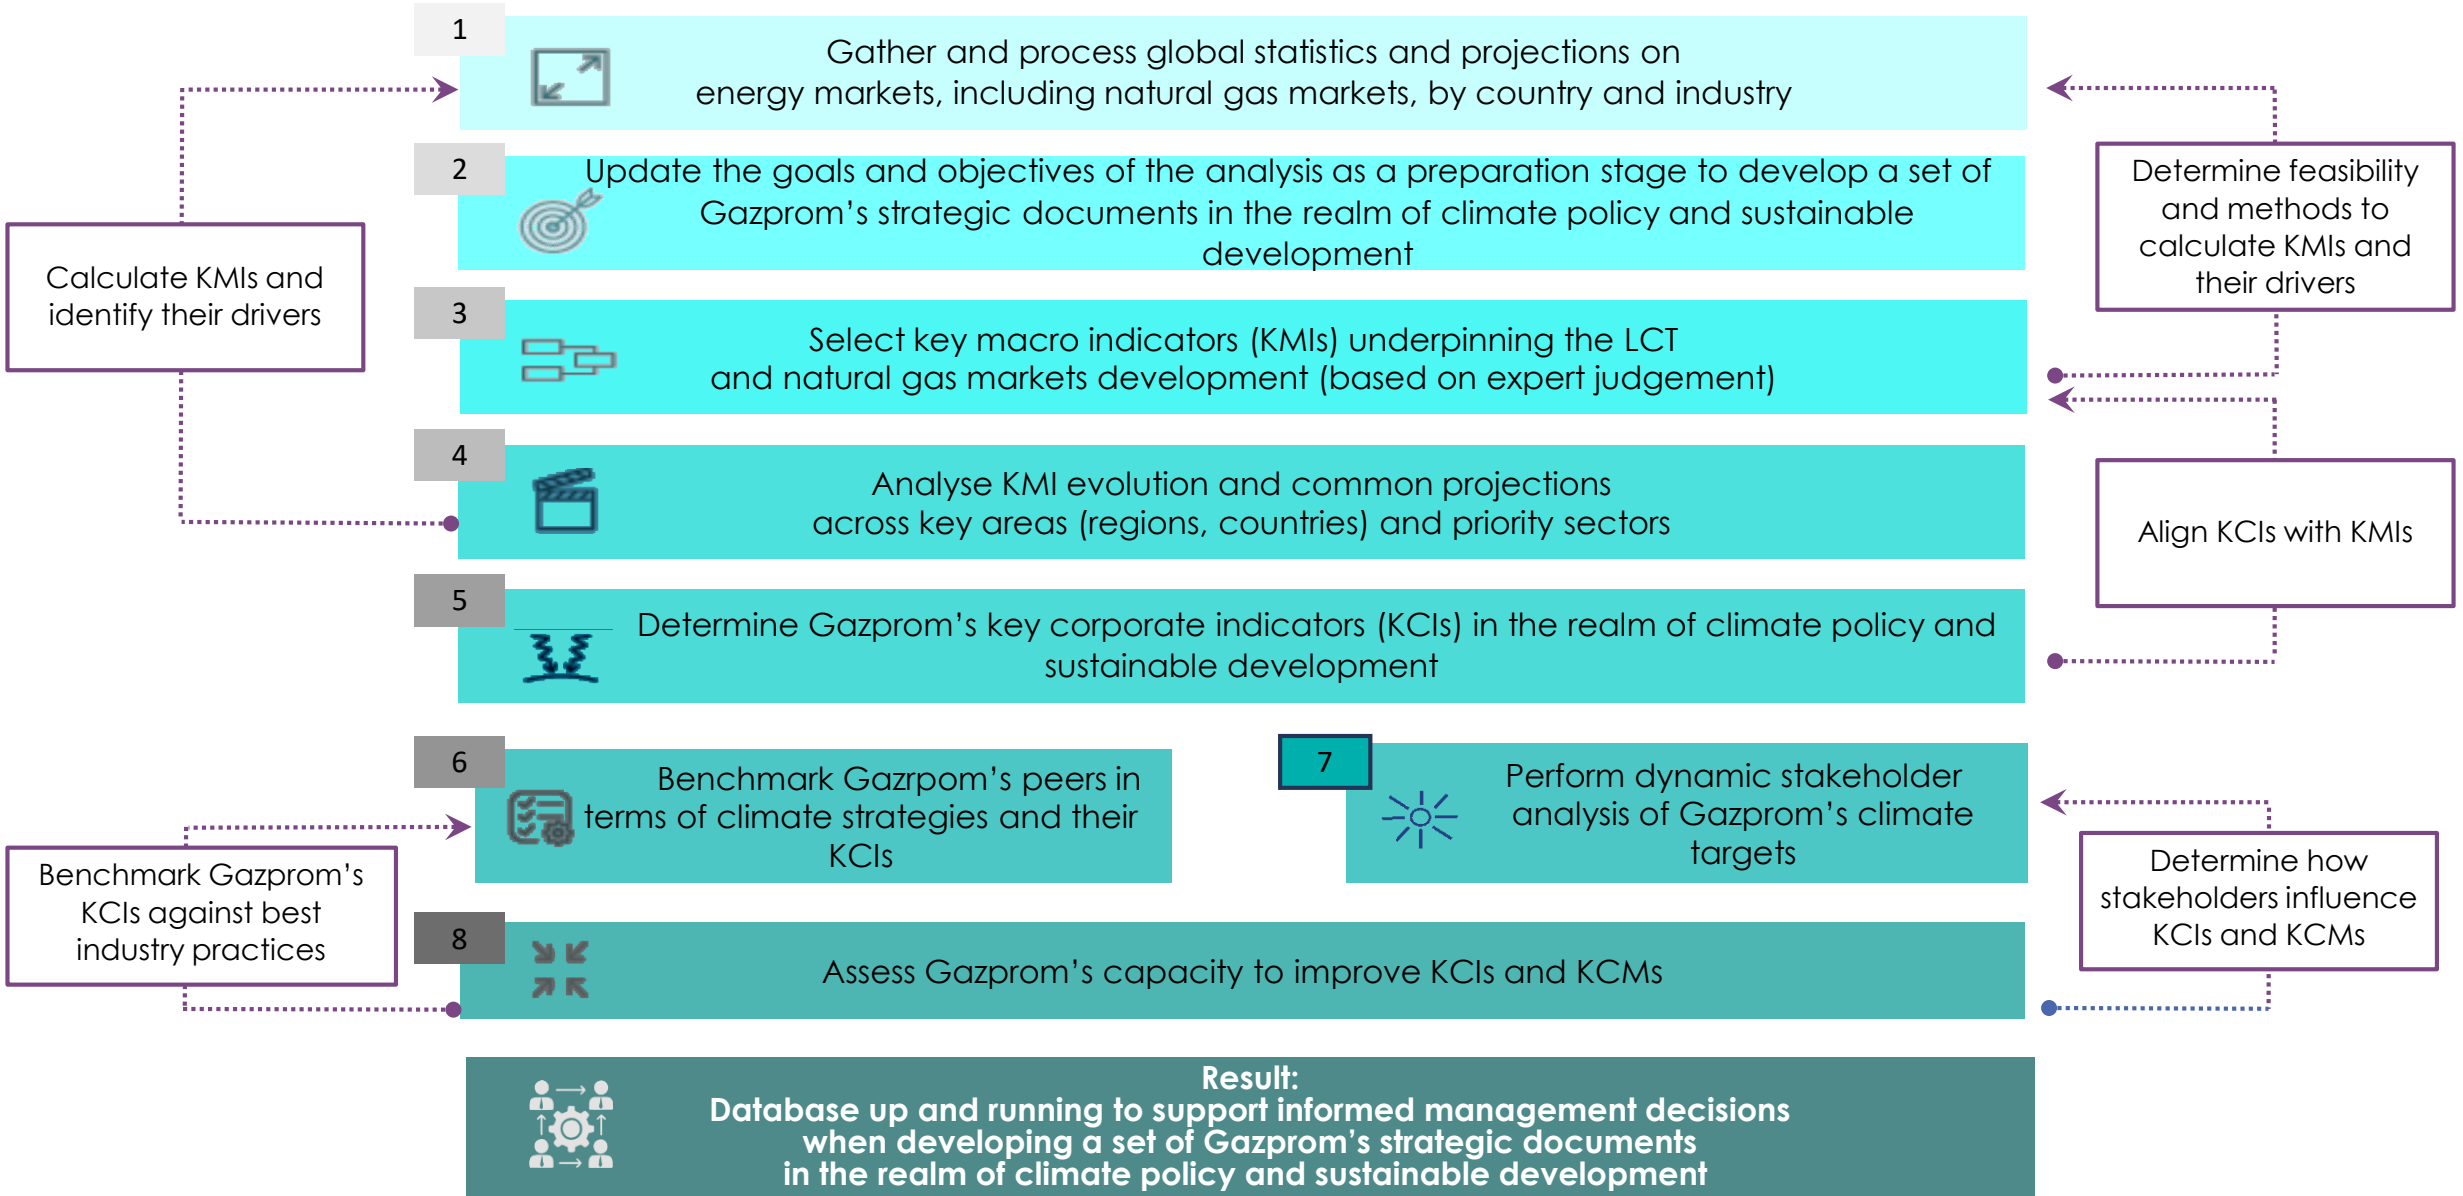 1
Gather and process global statistics and projections on
energy markets, including natural gas markets, by country and industry
2
Update the goals and objectives of the analysis as a preparation stage to develop a set of
Gazprom’s strategic documents in the realm of climate policy and sustainable
development
Determine feasibility
and methods to
calculate KMIs and
their drivers
Calculate KMIs and
identify their drivers
3
Select key macro indicators (KMIs) underpinning the LCT
and natural gas markets development (based on expert judgement)
4
Analyse KMI evolution and common projections
across key areas (regions, countries) and priority sectors
Align KCIs with KMIs
5
Determine Gazprom’s key corporate indicators (KCIs) in the realm of climate policy and
sustainable development
6
Benchmark Gazrpom’s peers in
terms of climate strategies and their
KCIs
7
Perform dynamic stakeholder
analysis of Gazprom’s climate
targets
Benchmark Gazprom’s
KCIs against best
industry practices
Determine how
stakeholders influence
KCIs and KCMs
8
Assess Gazprom’s capacity to improve KCIs and KCMs
Result:
Database up and running to support informed management decisions
when developing a set of Gazprom’s strategic documents
in the realm of climate policy and sustainable development